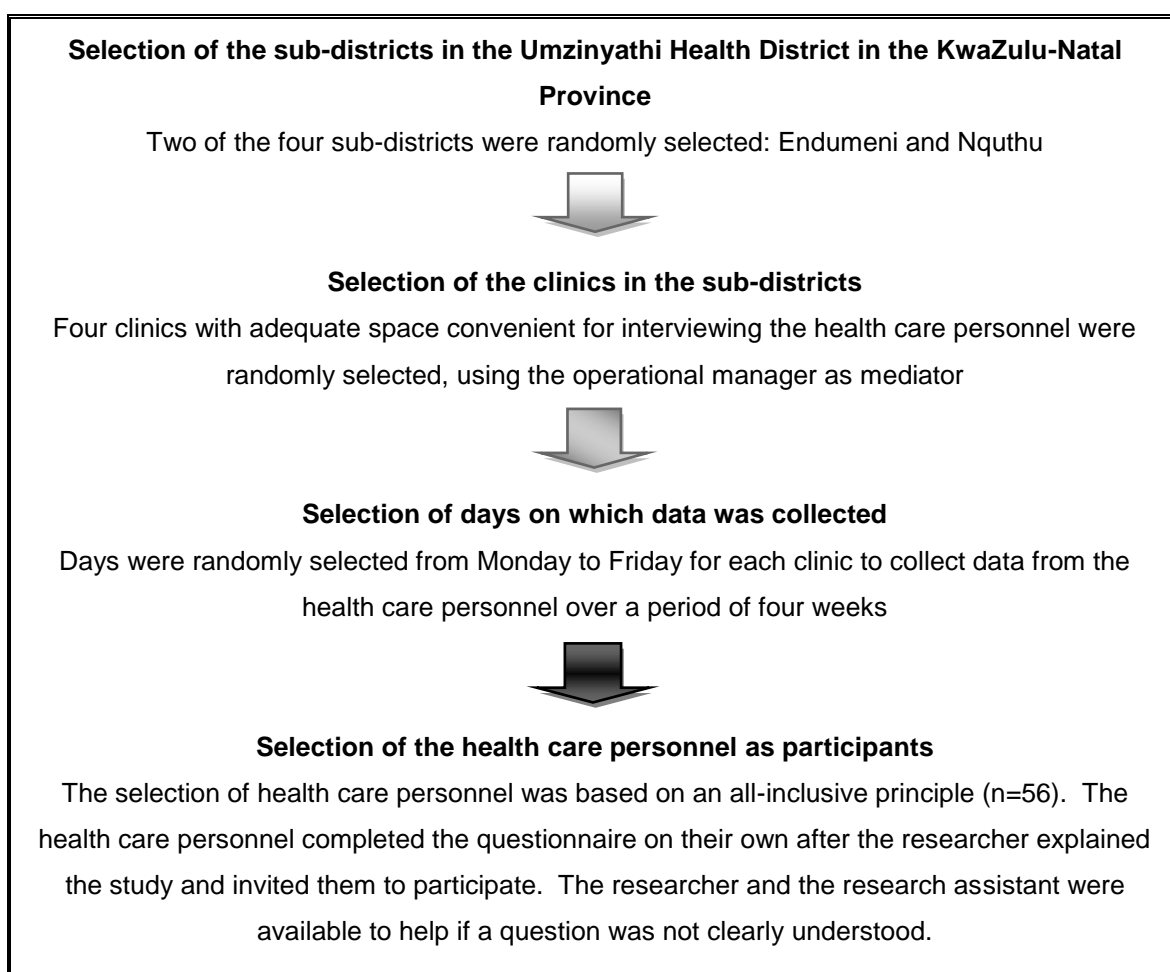 Selection of the sub-districts in the Umzinyathi Health District in the KwaZulu-Natal
Province
Two of the four sub-districts were randomly selected: Endumeni and Nquthu
Selection of the clinics in the sub-districts
Four clinics with adequate space convenient for interviewing the health care personnel were
randomly selected, using the operational manager as mediator
Selection of days on which data was collected
Days were randomly selected from Monday to Friday for each clinic to collect data from the
health care personnel over a period of four weeks
Selection of the health care personnel as participants
The selection of health care personnel was based on an all-inclusive principle (n=56).  The
health care personnel completed the questionnaire on their own after the researcher explained
the study and invited them to participate.  The researcher and the research assistant were
available to help if a question was not clearly understood.